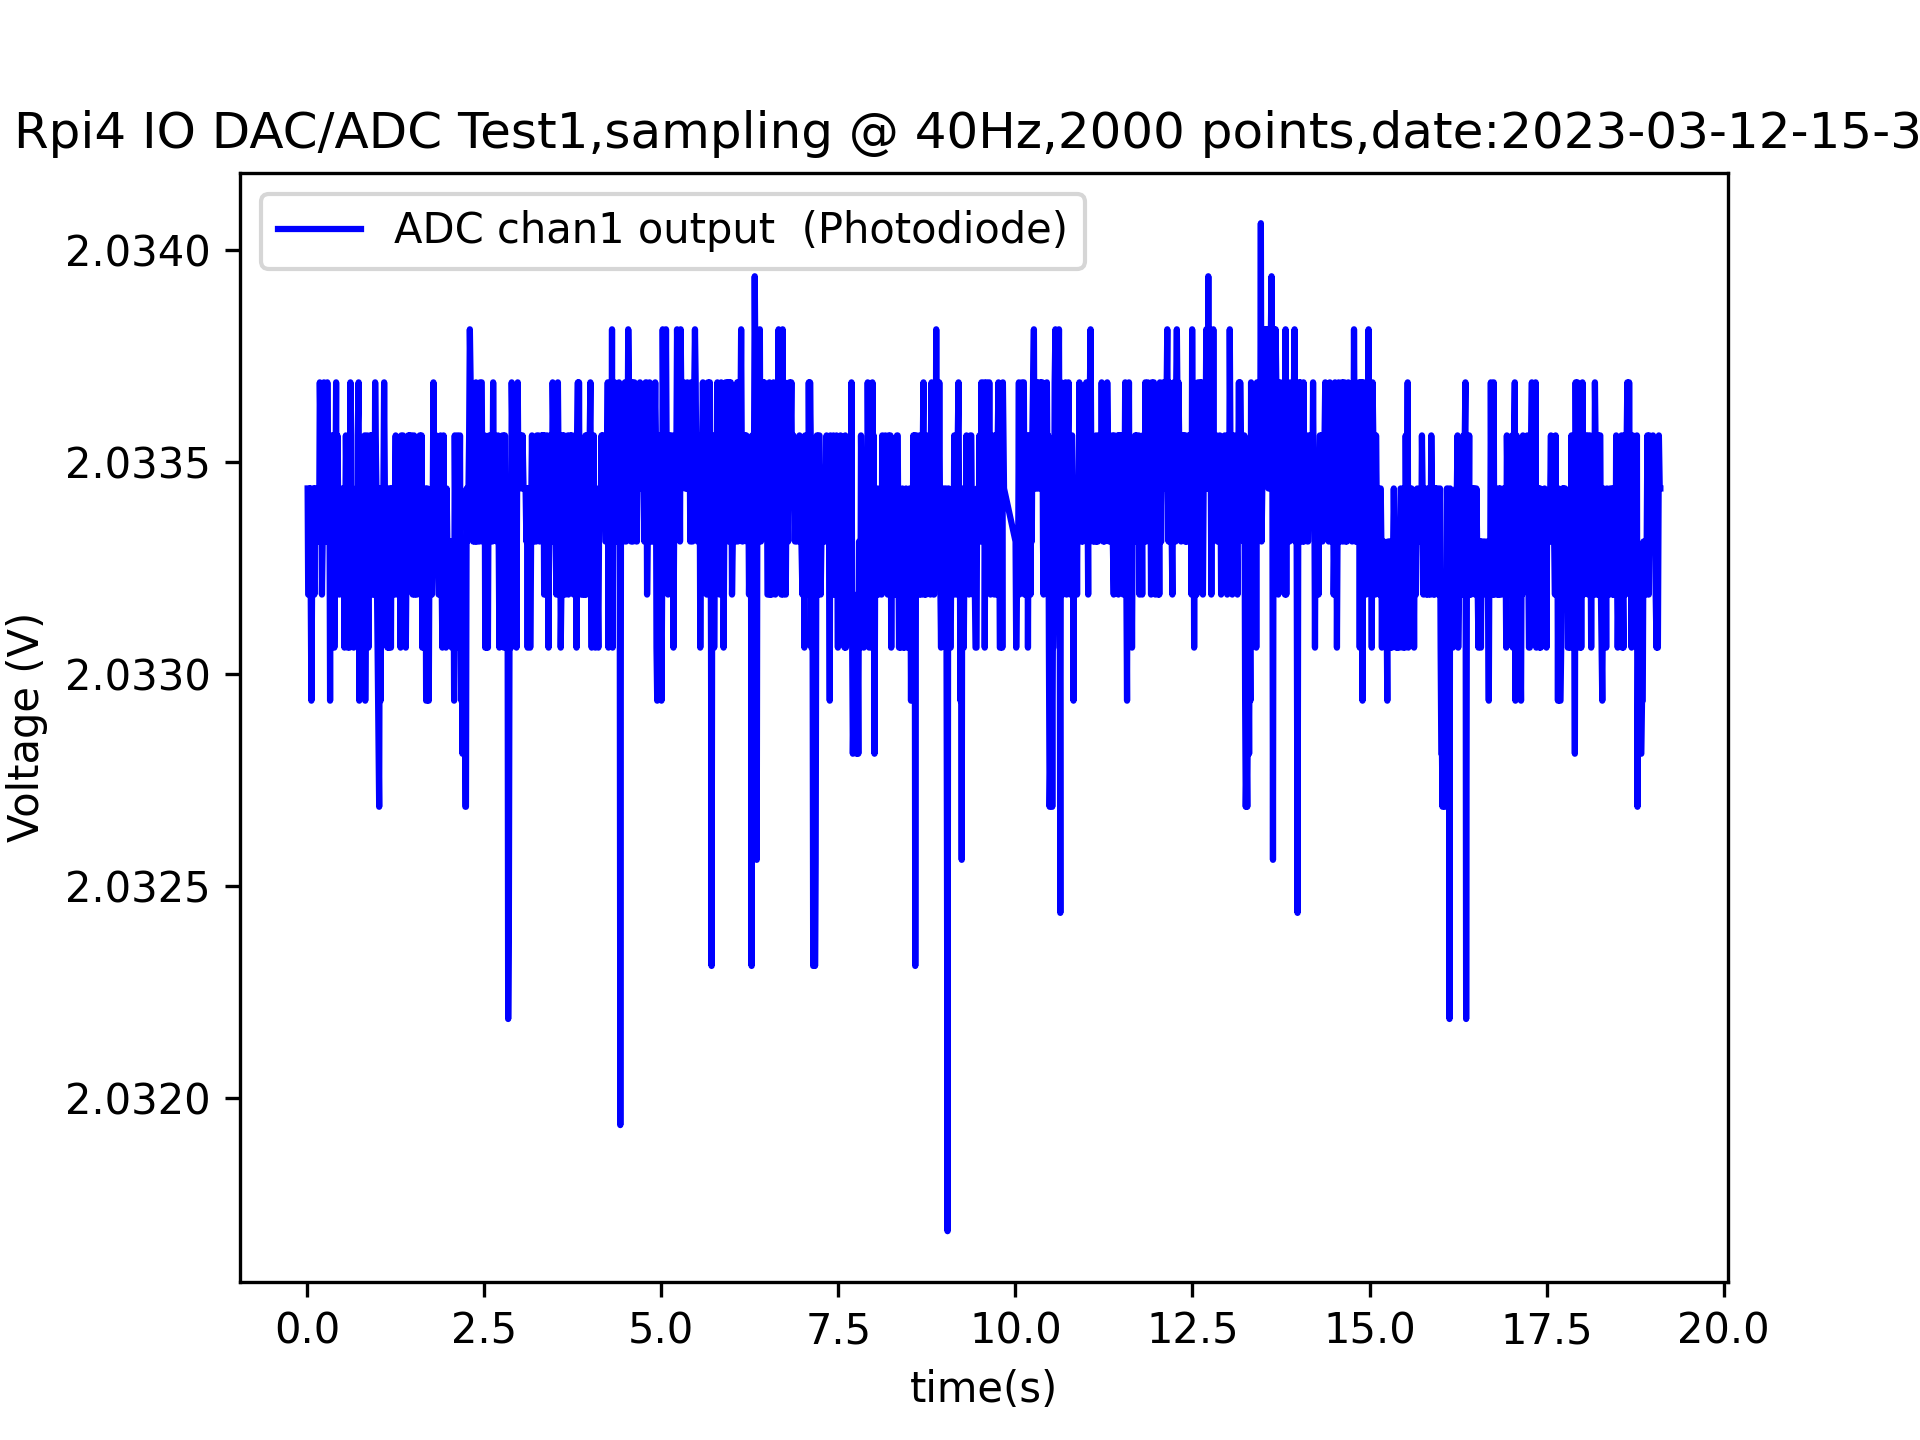 Rpi4 IO DAC/ADC Test1,sampling @ 40Hz,2000 points,date:2023-03-12-15-3
ADC chan1 output  (Photodiode)
2.0340
2.0335
2.0330
2.0325
2.0320
Voltage (V)
0.0 2.5 5.0 7.5 10.0 12.5 15.0 17.5 20.0
time(s)